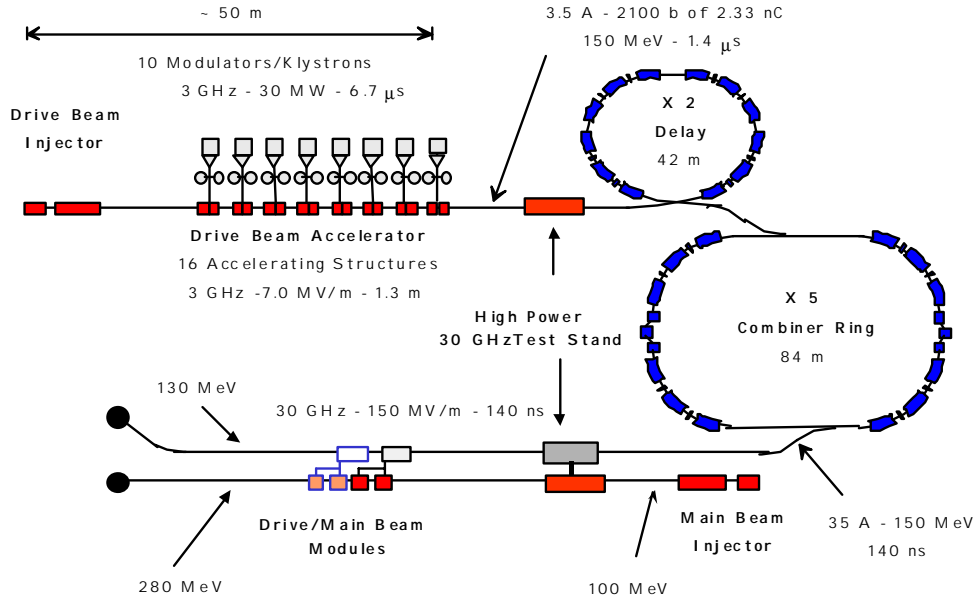 ~ 50 m
3.5 A - 2100 b of 2.33 nC
150 MeV - 1.4 μs
10 Modulators/Klystrons
3 GHz - 30 MW - 6.7 μs
Drive Beam
Injector
X 2
Delay
42 m
Drive Beam Accelerator
16 Accelerating Structures
3 GHz -7.0 MV/m - 1.3 m
High Power
30 GHzTest Stand
X 5
Combiner Ring
84 m
130 MeV
30 GHz - 150 MV/m - 140 ns
Drive/Main Beam
Modules
Main Beam
Injector
35 A - 150 MeV
140 ns
280 MeV
100 MeV